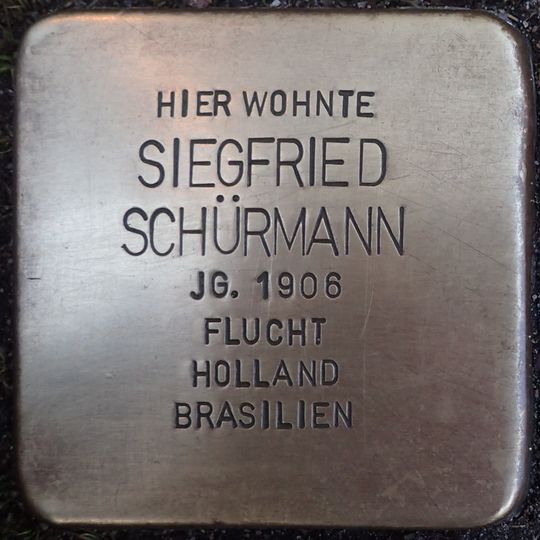 HIER WOHNTE
SIEGFRIED
SCHÜRMANN
JG. 1906
FLUCHT
HOLLAND
BRASILIEN